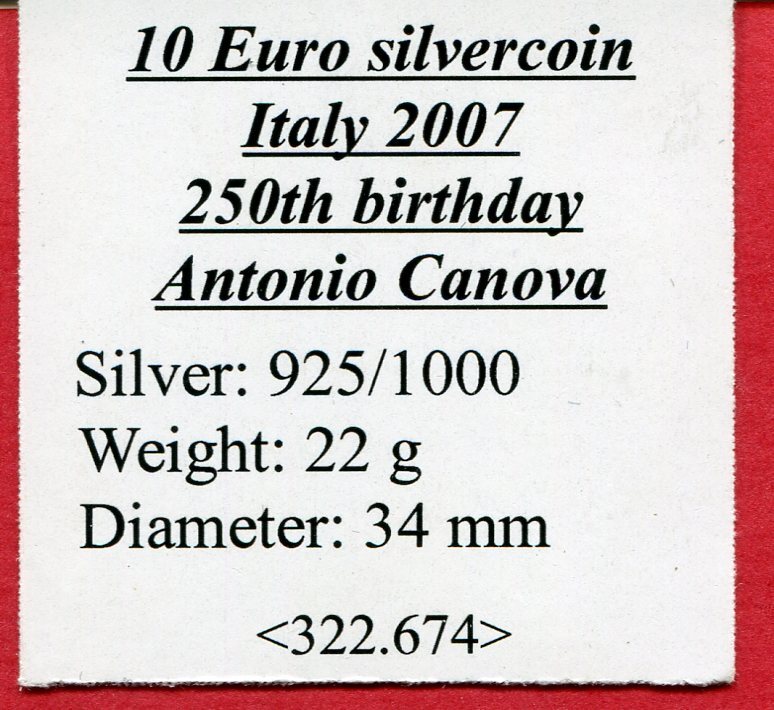 10 Euro silvercoin
Italy 2007
250th birthday
Antonio Canova
Silver: 925/1000
Weight: 22 g
Diameter: 34 mm
<322.674>